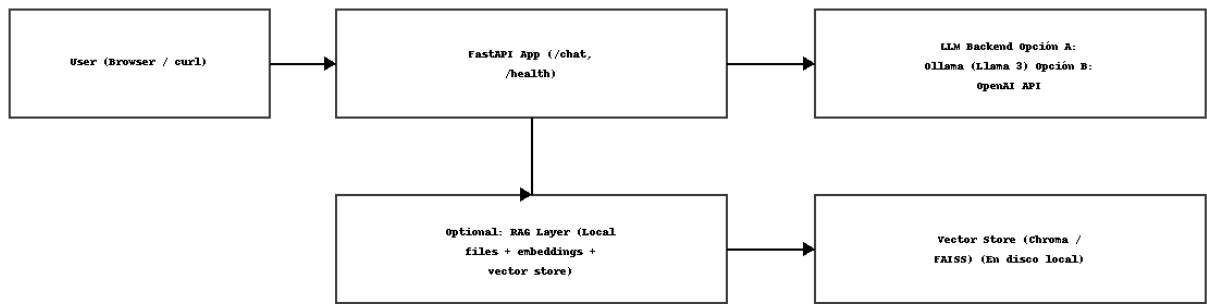 User (Browser / curl)
FastAPI App (/chat,
/health)
LLM Backend Opción A:
Ollama (Llama 3) Opción B:
OpenAI API
Optional: RAG Layer (Local
files + embeddings +
vector store)
Vector Store (Chroma /
FAISS) (En disco local)